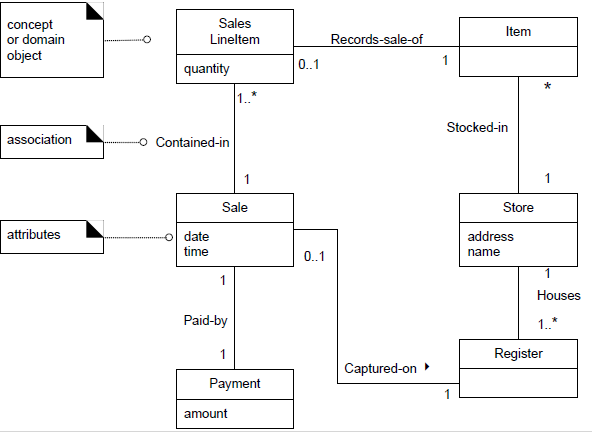 concept
or domain
object
Sales
LineItem
quantity
Records-sale-of
0..1
1
Item
1..*
*
association
Contained-in
Stocked-in
1
1
attributes
Sale
date
time
0..1
Store
address
name
1
1
Houses
Paid-by
1..*
1
Captured-on
1
Register
Payment
amount